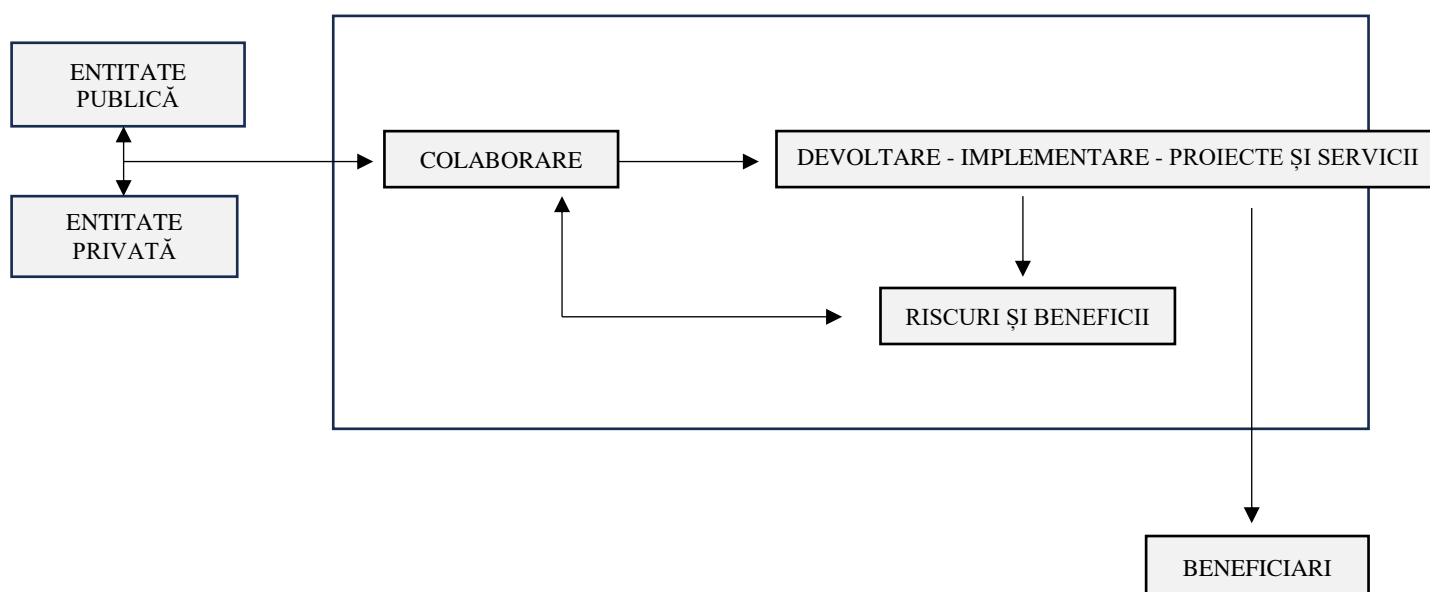 ENTITATE
PUBLICĂ
COLABORARE
DEVOLTARE - IMPLEMENTARE - PROIECTE ȘI SERVICII
ENTITATE
PRIVATĂ
RISCURI ȘI BENEFICII
BENEFICIARI